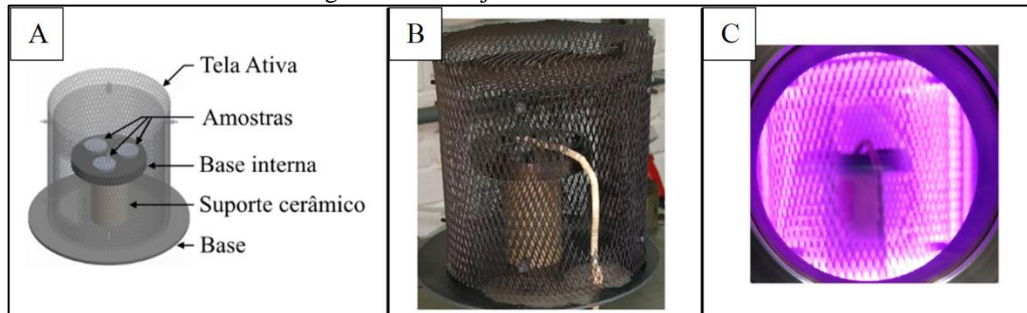 A
Tela Ativa
Amostras
Base interna
Suporte cerâmico
Base
B
C